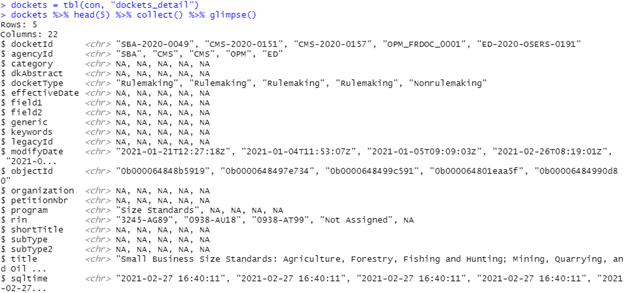 > dockets = tbl(con, "dockets_detail")
> dockets %>% head(5) %>% collect() %>% glimpse()
Rows: 5
Columns: 22
$ docketId <chr> "SBA-2020-0049", "CMS-2020-0151", "CMS-2020-0157", "OPM_FRDOC_0001", "ED-2020-OSERS-0191"
$ agencyId <chr> "SBA", "CMS", "CMS", "OPM", "ED"
$ category <chr> NA, NA, NA, NA, NA
$ dkAbstract <chr> NA, NA, NA, NA, NA
$ docketType <chr> "Rulemaking", "Rulemaking", "Rulemaking", "Rulemaking", "Nonrulemaking"
$ effectiveDate <chr> NA, NA, NA, NA, NA
$ field1 <chr> NA, NA, NA, NA, NA
$ field2 <chr> NA, NA, NA, NA, NA
$ generic <chr> NA, NA, NA, NA, NA
$ keywords <chr> NA, NA, NA, NA, NA
$ legacyId <chr> NA, NA, NA, NA, NA
$ modifyDate <chr> "2021-01-21T12:27:18Z", "2021-01-04T11:53:07Z", "2021-01-05T09:09:03Z", "2021-02-26T08:19:01Z",
"2021-0...
$ objectId <chr> "0b000064848b5919", "0b0000648497e734", "0b0000648499c591", "0b000064801eaa5f", "0b00006484990d8
0"
$ organization <chr> NA, NA, NA, NA, NA
$ petitionNbr <chr> NA, NA, NA, NA, NA
$ program <chr> "Size Standards", NA, NA, NA, NA
$ rin <chr> "3245-AG89", "0938-AU18", "0938-AT99", "Not Assigned", NA
$ shortTitle <chr> NA, NA, NA, NA, NA
$ subType <chr> NA, NA, NA, NA, NA
$ subType2 <chr> NA, NA, NA, NA, NA
$ title <chr> "Small Business Size Standards: Agriculture, Forestry, Fishing and Hunting; Mining, Quarrying, an
d Oil ...
$ sqltime <chr> "2021-02-27 16:40:11", "2021-02-27 16:40:11", "2021-02-27 16:40:11", "2021-02-27 16:40:11", "2021
-02-27...